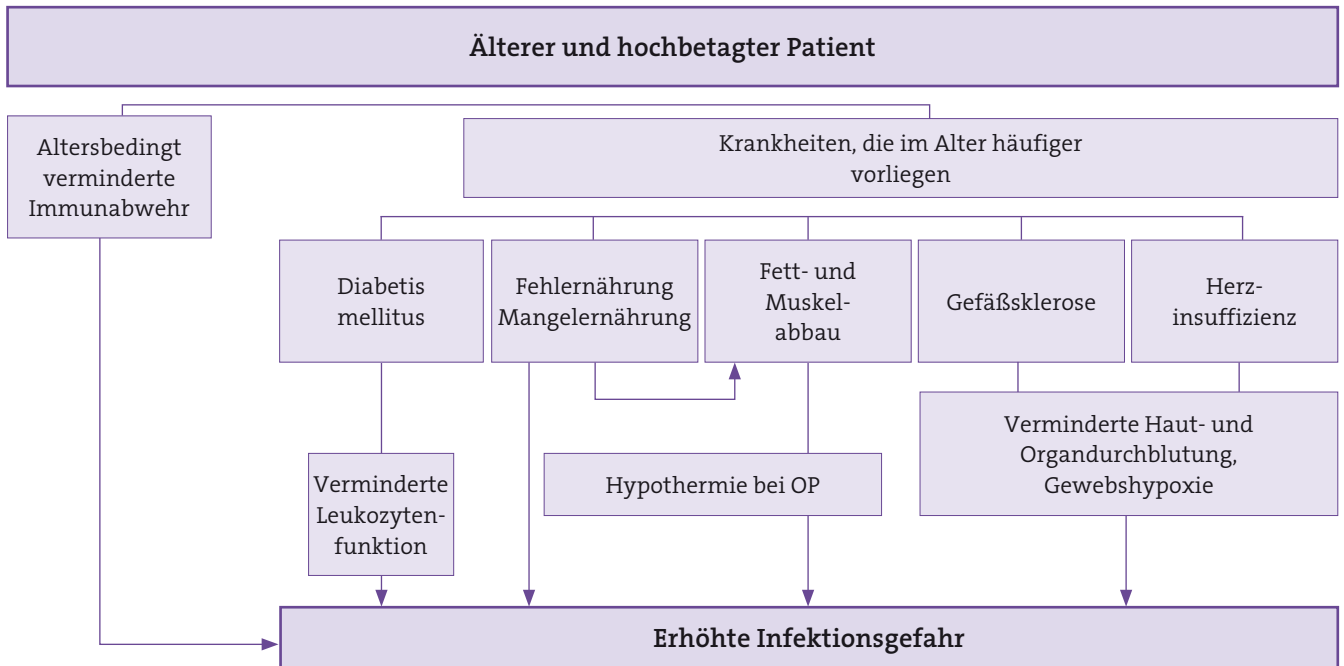 Älterer und hochbetagter Patient
Altersbedingt
verminderte
Immunabwehr
Krankheiten, die im Alter häufiger
vorliegen
Diabetis
mellitus
Fehlernährung
Mangelernährung
Fett- und
Muskel-
abbau
Gefäßsklerose
Herz-
insuffizienz
Verminderte
Leukozyten-
funktion
Hypothermie bei OP
Verminderte Haut- und
Organdurchblutung,
Gewebshypoxie
Erhöhte Infektionsgefahr